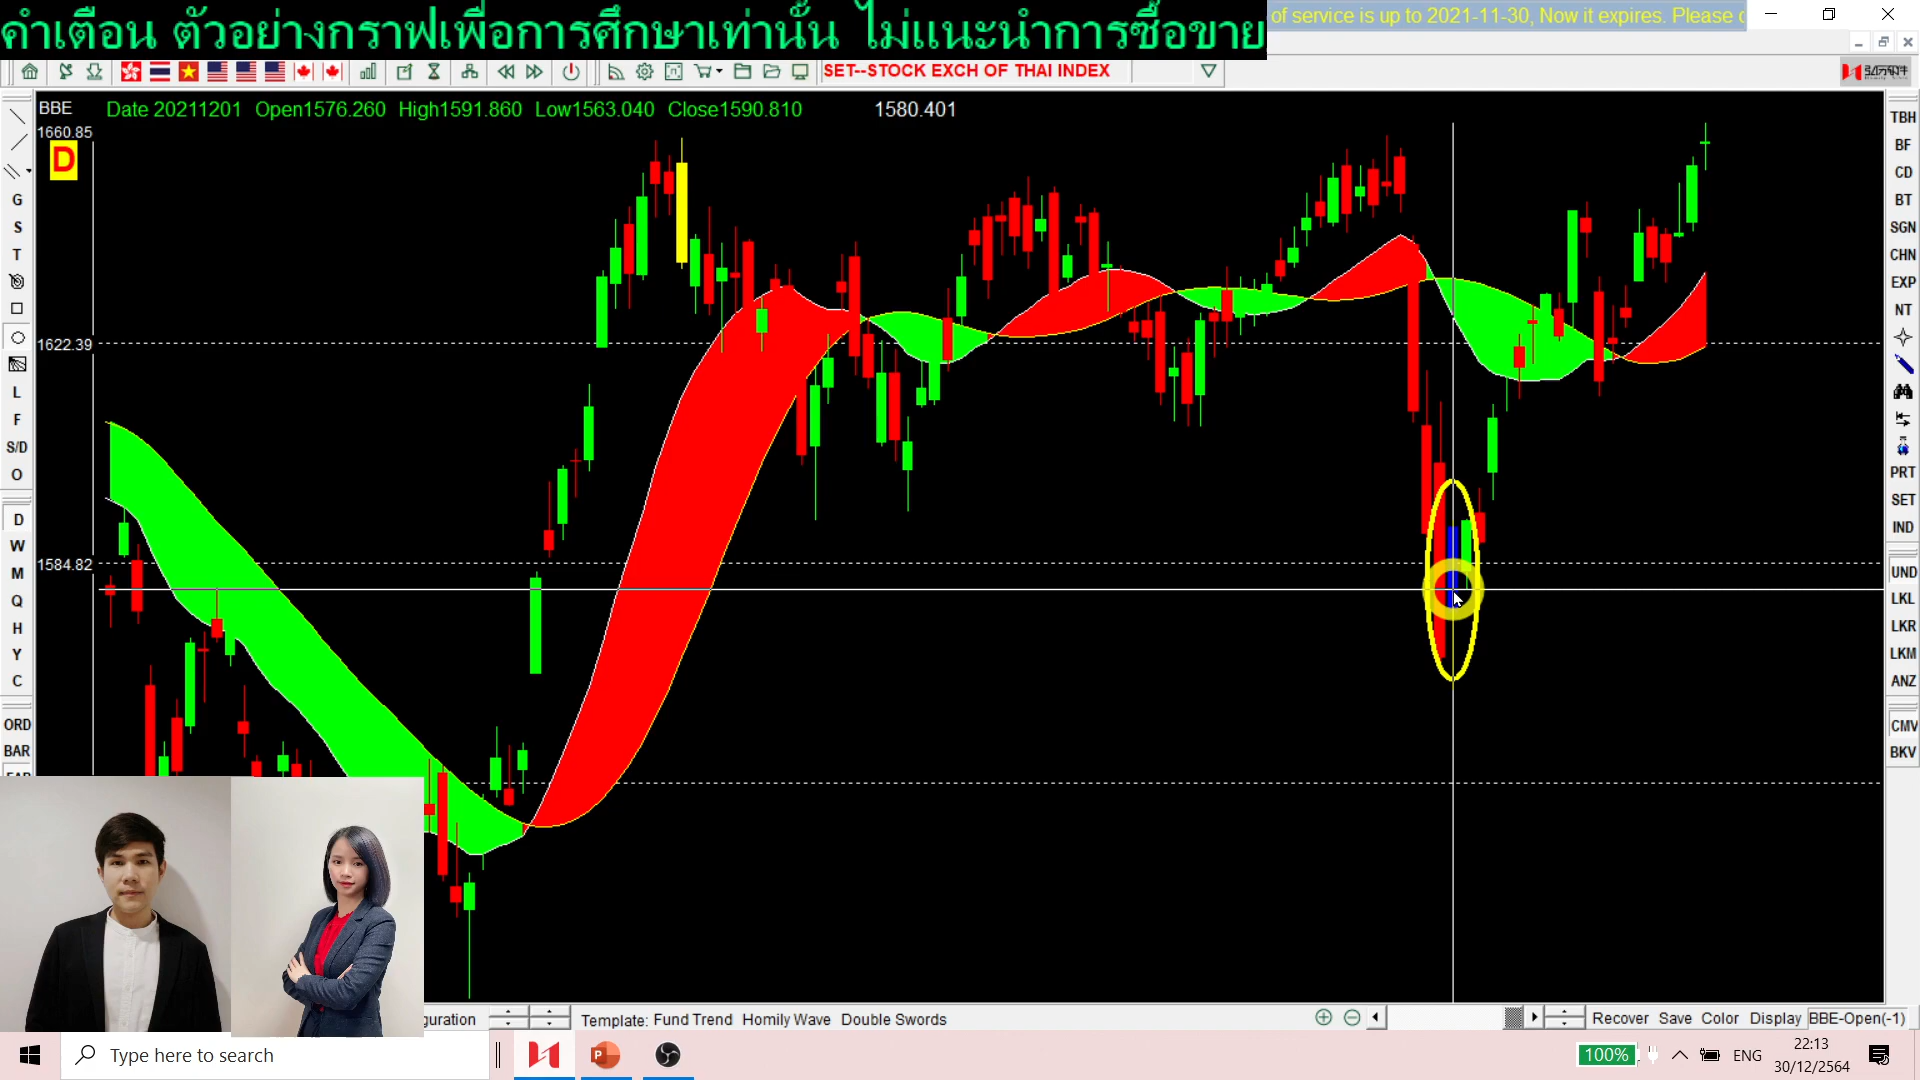 คำเตือน ตัวอย่างกราฟเพื่อการศึกษาเท่านั้น ไม่แนะนำการซื้อขาย
of service is up to 2021-11-30, Now it expires. Please
SET--STOCK EXCH OF THAI INDEX
BBE Date 20211201 Open1576.260 High1591.860 Low1563.040 Close1590.810 1580.401
1660.85
D
1622.39
1584.82
G
S
T
L
F
S/D
O
D
W
M
Q
H
Y
C
ORD
BAR
TBH
BF
CD
BT
SGN
CHN
EXP
NT
PRT
SET
IND
UND
LKL
LKR
LKM
ANZ
CMV
BKV
guration Template: Fund Trend Homily Wave Double Swords
Recover Save Color Display BBE-Open(-1)
Type here to search
100% ENG
22:13
30/12/2564